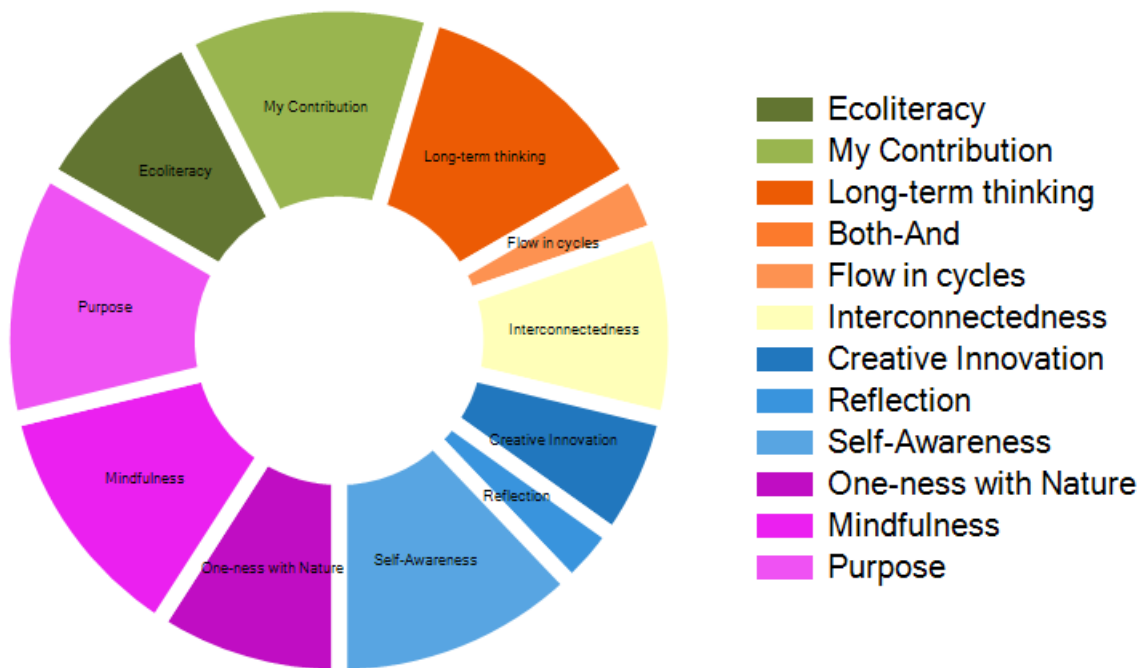 My Contribution
Long-term thinking
Ecoliteracy
Flow in cycles
Purpose
Interconnectedness
Creative Innovation
Mindfulness
Reflection
One-ness with Nature
Self-Awareness
Ecoliteracy
My Contribution
Long-term thinking
Both-And
Flow in cycles
Interconnectedness
Creative Innovation
Reflection
Self-Awareness
One-ness with Nature
Mindfulness
Purpose